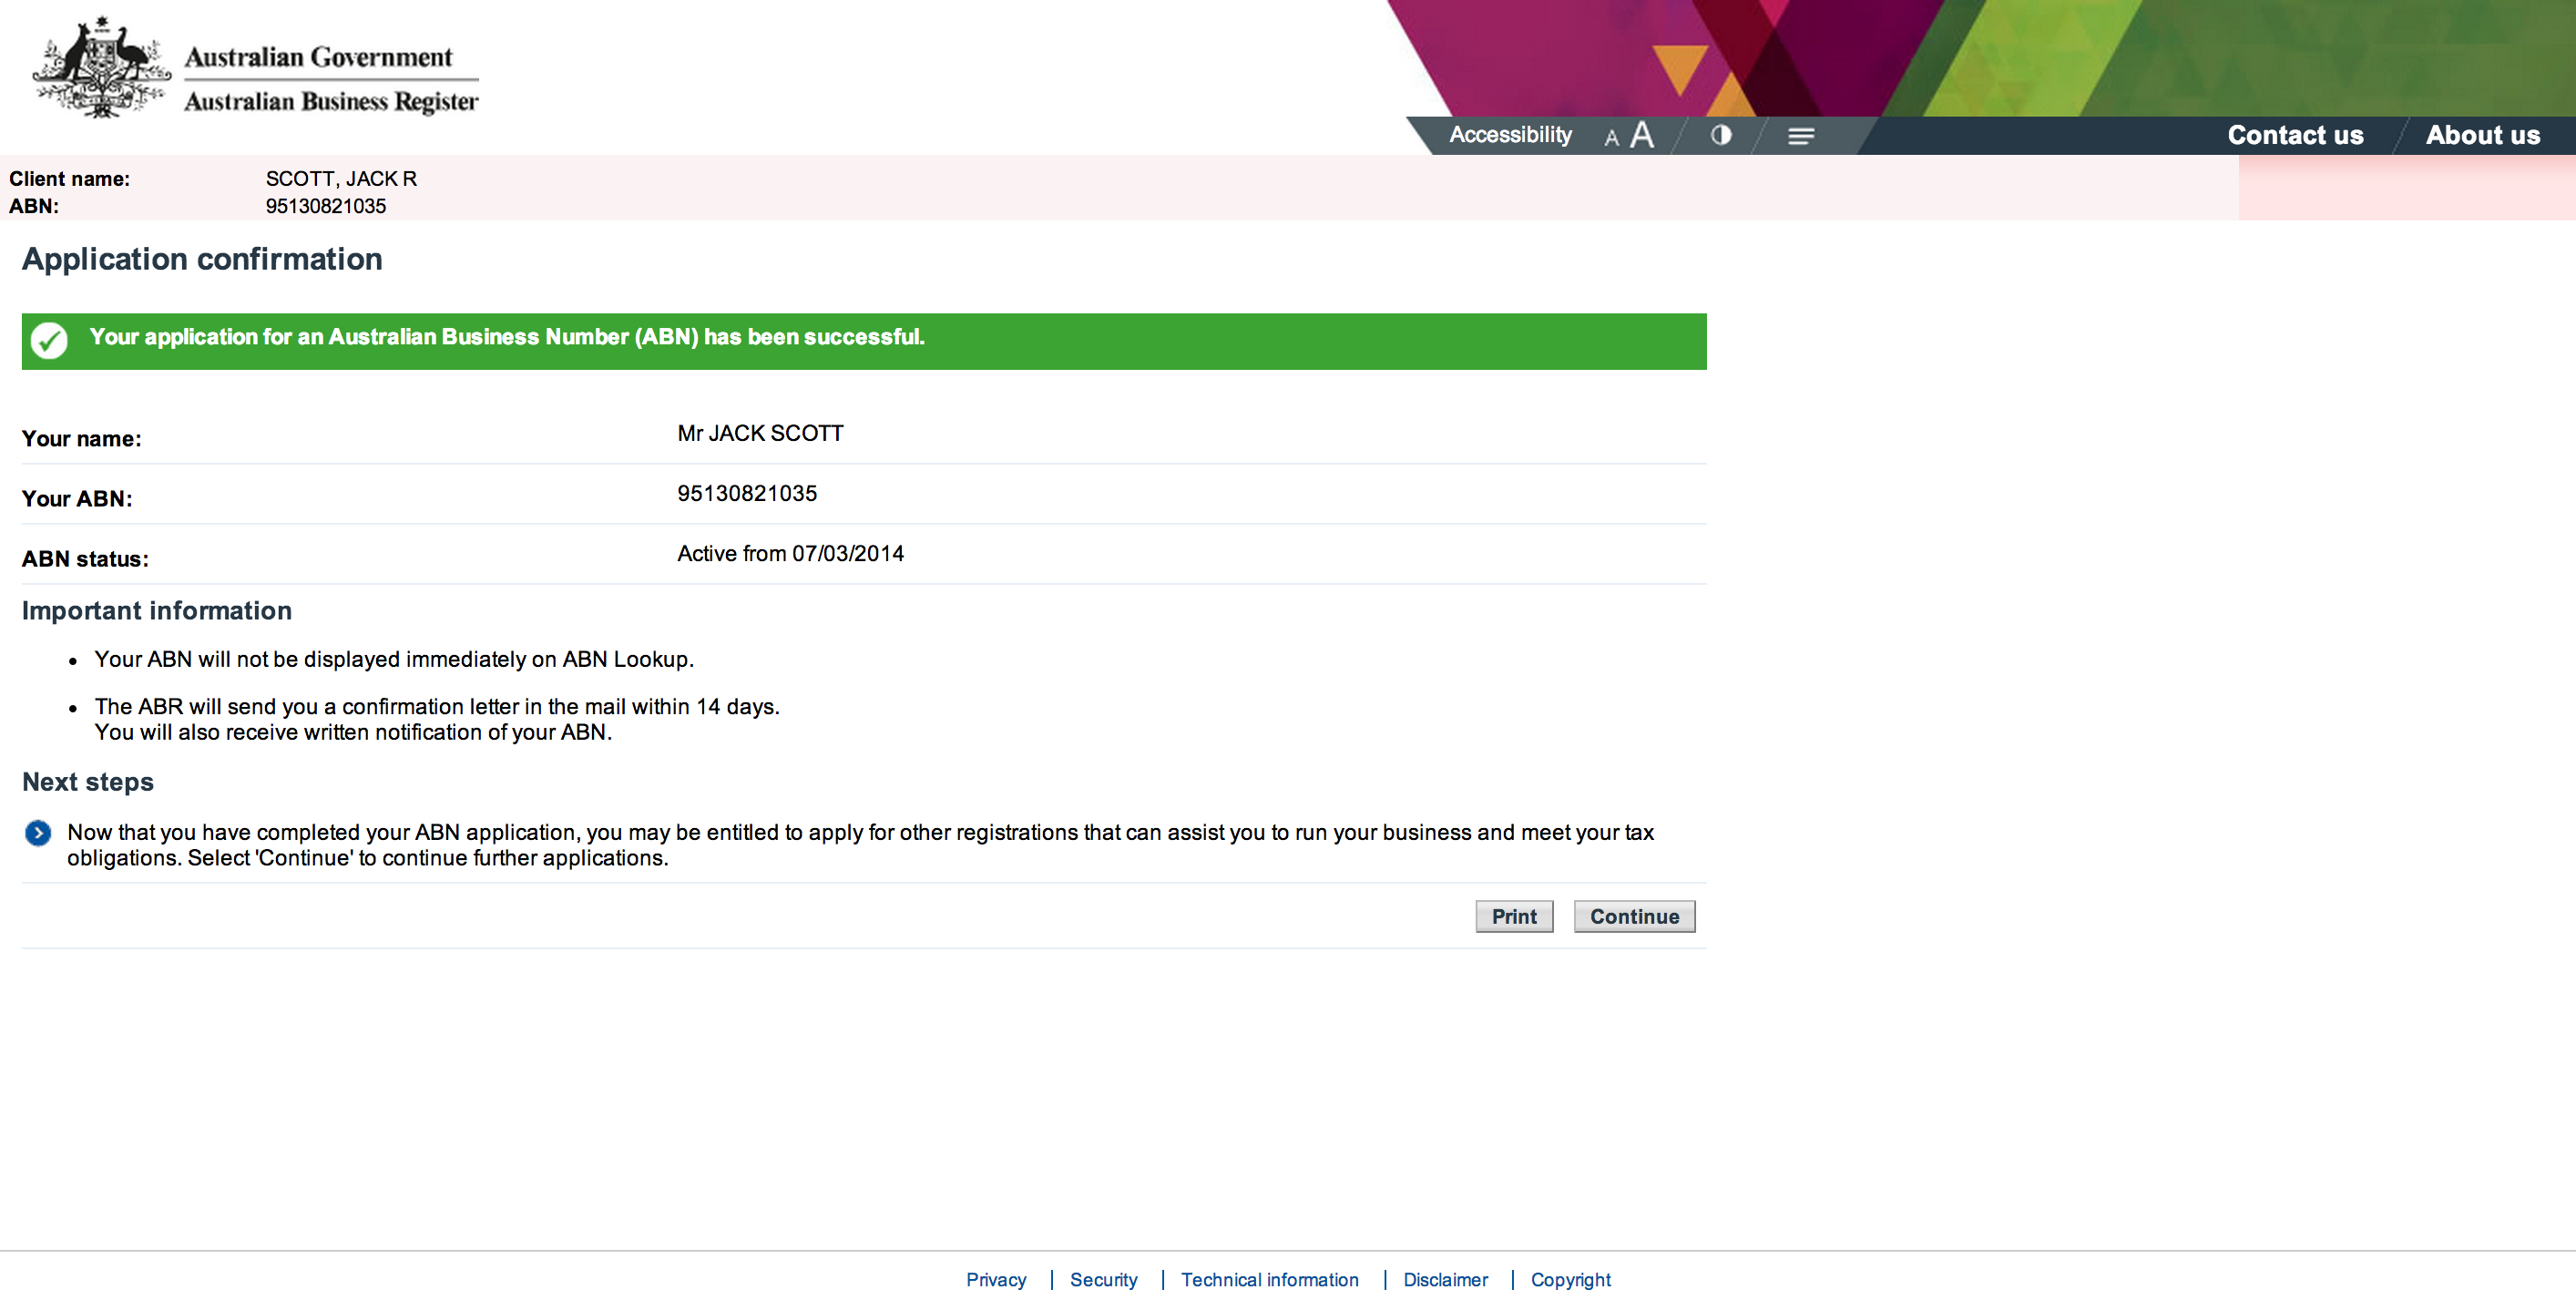 Australian Government
Australian Business Register
Accessibility A A
Contact us
About us
Client name: SCOTT, JACK R
ABN: 95130821035
Application confirmation
Your application for an Australian Business Number (ABN) has been successful.
Your name: Mr JACK SCOTT
Your ABN: 95130821035
ABN status: Active from 07/03/2014
Important information
• Your ABN will not be displayed immediately on ABN Lookup.
• The ABR will send you a confirmation letter in the mail within 14 days.
You will also receive written notification of your ABN.
Next steps
Now that you have completed your ABN application, you may be entitled to apply for other registrations that can assist you to run your business and meet your tax
obligations. Select 'Continue' to continue further applications.
Print Continue
Privacy | Security | Technical information | Disclaimer | Copyright